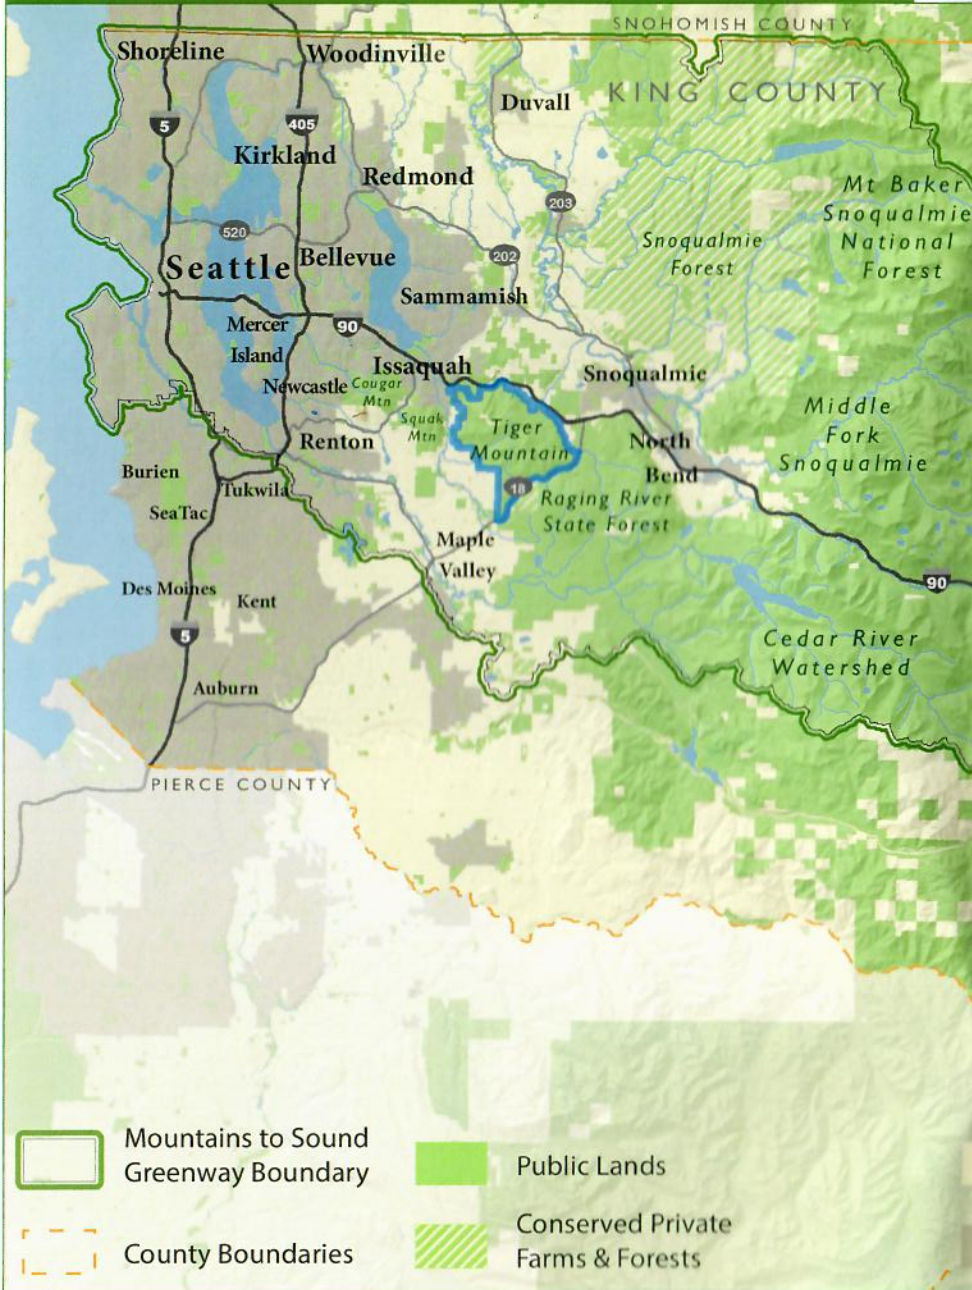 SNOHOMISH COUNTY
Shoreline
Woodinville
KING COUNTY
Duvall
5
405
Kirkland
Redmond
Mt Baker
Snoqualmie
National
Forest
203
520
Snoqualmie
Forest
202
Seattle
Bellevue
Sammamish
Mercer
Island
90
Issaquah
Snoqualmie
Newcastle
Cougar
Mtn
Squak
Mtn
Tiger
Mountain
Middle
Fork
Snoqualmie
Renton
North
Bend
Burien
Tukwila
18
Raging River
State Forest
SeaTac
Maple
Valley
90
Des Moines
Kent
5
Cedar River
Watershed
Auburn
PIERCE COUNTY
Mountains to Sound
Greenway Boundary
Public Lands
County Boundaries
Conserved Private
Farms & Forests